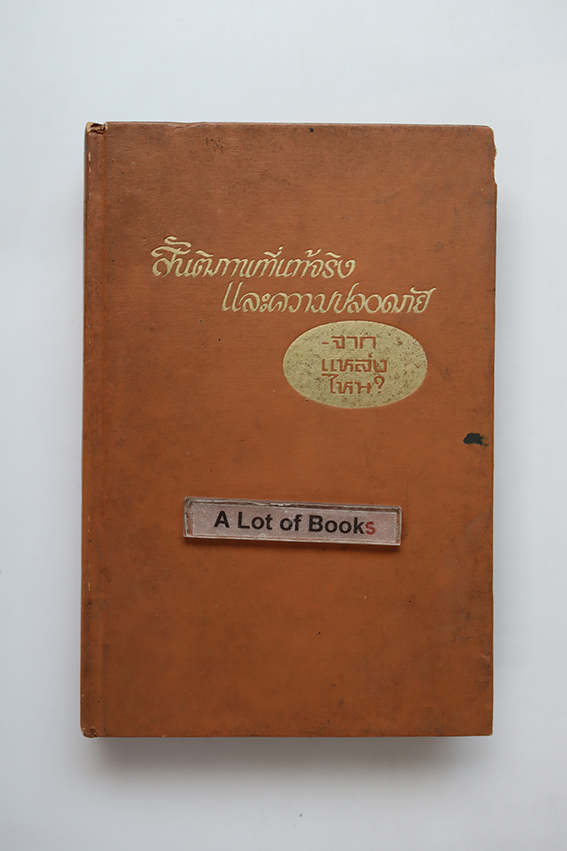 สันติภาพที่แท้จริง
และความปลอดภัย
-จาก
แหล่ง
ไหน?
A Lot of Books